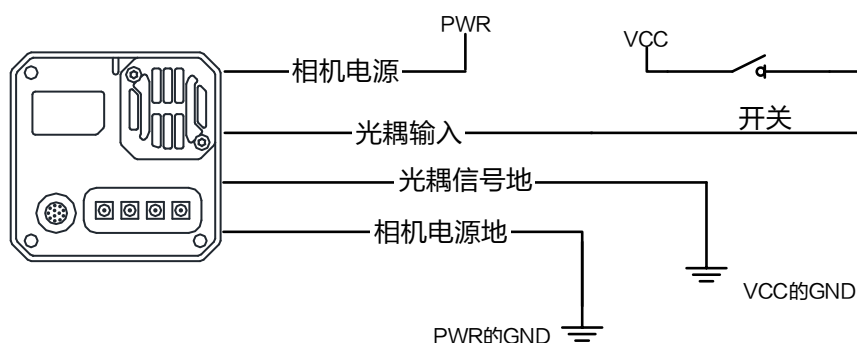 PWR
VCC
相机电源
开关
光耦输入
光耦信号地
相机电源地
VCC的GND
PWR的GND